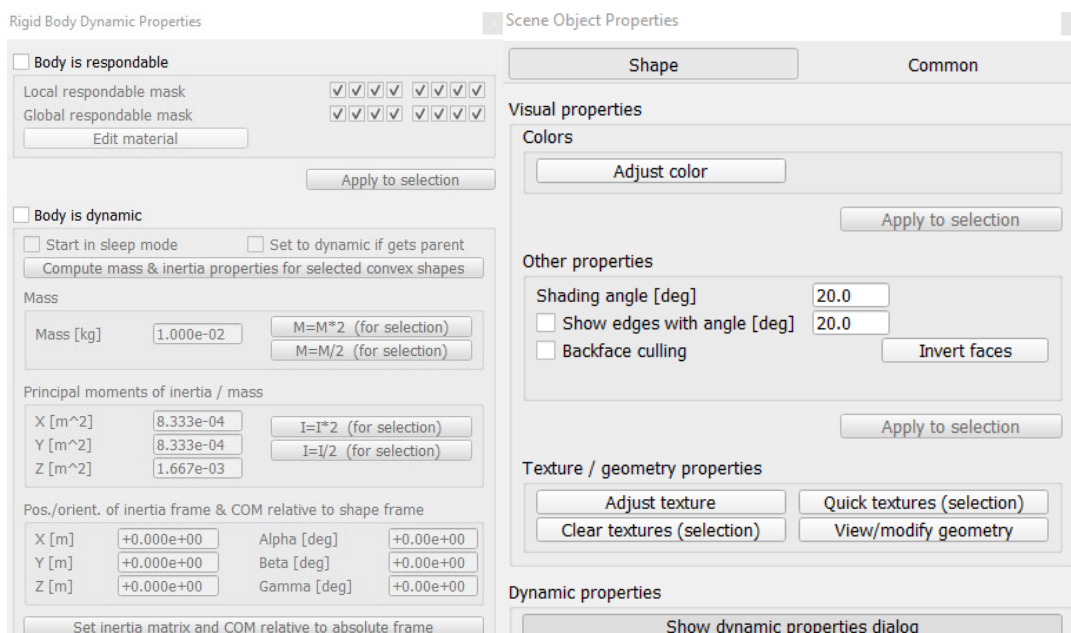 Rigid Body Dynamic Properties
Body is respondable
Local respondable mask
Global respondable mask
Edit material
Apply to selection
Body is dynamic
Start in sleep mode Set to dynamic if gets parent
Compute mass & inertia properties for selected convex shapes
Mass
Mass [kg] 1.000e-02 M=M*2 (for selection)
M=M/2 (for selection)
Principal moments of inertia / mass
X [m^2] 8.333e-04 I=I*2 (for selection)
Y [m^2] 8.333e-04 I=I/2 (for selection)
Z [m^2] 1.667e-03
Pos./orient. of inertia frame & COM relative to shape frame
X [m] +0.000e+00 Alpha [deg] +0.00e+00
Y [m] +0.000e+00 Beta [deg] +0.00e+00
Z [m] +0.000e+00 Gamma [deg] +0.00e+00
Set inertia matrix and COM relative to absolute frame
Scene Object Properties
Shape Common
Visual properties
Colors
Adjust color
Apply to selection
Other properties
Shading angle [deg] 20.0
Show edges with angle [deg] 20.0
Backface culling Invert faces
Apply to selection
Texture / geometry properties
Adjust texture Quick textures (selection)
Clear textures (selection) View/modify geometry
Dynamic properties
Show dynamic properties dialog